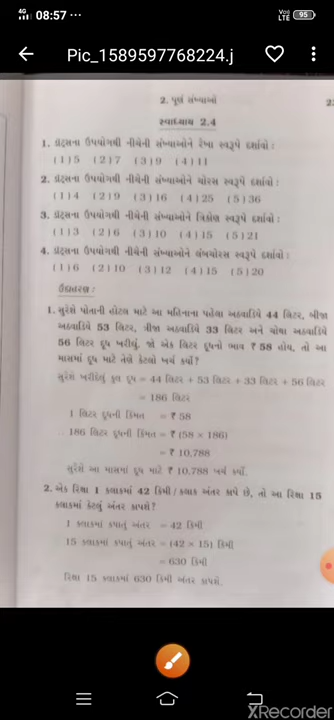 4G 08:57 ••• Vo)) LTE 95
Pic_1589597768224.j
2. પૂર્ણ સંખ્યાઓ
સ્વાધ્યાય 2.4
1. ડૉટ્સના ઉપયોગથી નીચેની સંખ્યાઓને રેખા સ્વરૂપે દર્શાવો :
(1) 5 (2) 7 (3) 9 (4) 11
2. ડૉટ્સના ઉપયોગથી નીચેની સંખ્યાઓને ચોરસ સ્વરૂપે દર્શાવો :
(1) 4 (2) 9 (3) 16 (4) 25 (5) 36
3. ડૉટ્સના ઉપયોગથી નીચેની સંખ્યાઓને ત્રિકોણ સ્વરૂપે દર્શાવો :
(1) 3 (2) 6 (3) 10 (4) 15 (5) 21
4. ડૉટ્સના ઉપયોગથી નીચેની સંખ્યાઓને લંબચોરસ સ્વરૂપે દર્શાવો :
(1) 6 (2) 10 (3) 12 (4) 15 (5) 20
ઉદાહરણ :
1. સુરેશે પોતાની હોટલ માટે આ મહિનાના પહેલા અઠવાડિયે 44 લિટર, બીજા
અઠવાડિયે 53 લિટર, ત્રીજા અઠવાડિયે 33 લિટર અને ચોથા અઠવાડિયે
56 લિટર દૂધ ખરીદ્યું. જો એક લિટર દૂધનો ભાવ ₹ 58 હોય, તો આ
માસમાં દૂધ માટે તેણે કેટલો ખર્ચ કર્યો?
સુરેશે ખરીદેલું કુલ દૂધ = 44 લિટર + 53 લિટર + 33 લિટર + 56 લિટર
= 186 લિટર
1 લિટર દૂધની કિંમત = ₹ 58
∴ 186 લિટર દૂધની કિંમત = ₹ (58 × 186)
= ₹ 10,788
સુરેશે આ માસમાં દૂધ માટે ₹ 10,788 ખર્ચ કર્યો.
2. એક રિક્ષા 1 કલાકમાં 42 કિમી / કલાક અંતર કાપે છે, તો આ રિક્ષા 15
કલાકમાં કેટલું અંતર કાપશે?
1 કલાકમાં કપાતું અંતર = 42 કિમી
15 કલાકમાં કપાતું અંતર = (42 × 15) કિમી
= 630 કિમી
રિક્ષા 15 કલાકમાં 630 કિમી અંતર કાપશે.
XRecorder